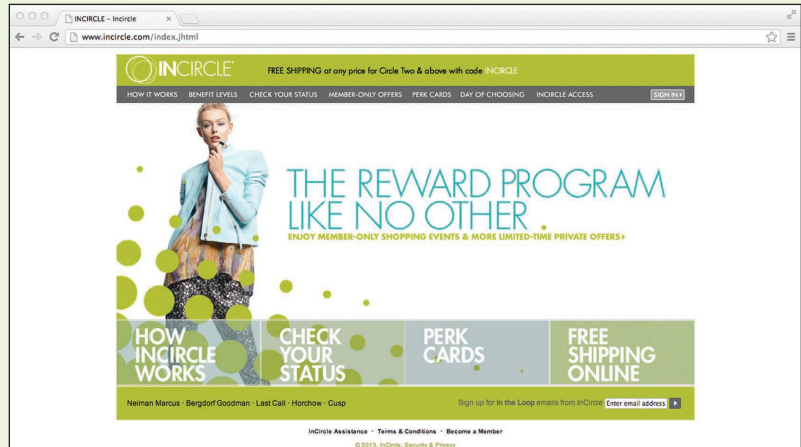 INCIRCLE – Incircle
www.incircle.com/index.jhtml
INCIRCLE®
FREE SHIPPING at any price for Circle Two & above with code INCIRCLE
HOW IT WORKS BENEFIT LEVELS CHECK YOUR STATUS MEMBER-ONLY OFFERS PERK CARDS DAY OF CHOOSING INCIRCLE ACCESS SIGN IN
THE REWARD PROGRAM
LIKE NO OTHER.
ENJOY MEMBER-ONLY SHOPPING EVENTS & MORE LIMITED-TIME PRIVATE OFFERS
HOW
INCIRCLE
WORKS
CHECK
YOUR
STATUS
PERK
CARDS
FREE
SHIPPING
ONLINE
Neiman Marcus · Bergdorf Goodman · Last Call · Horchow · Cusp
Sign up for In the Loop emails from InCircle Enter email address
InCircle Assistance · Terms & Conditions · Become a Member
© 2013, InCircle, Security & Privacy